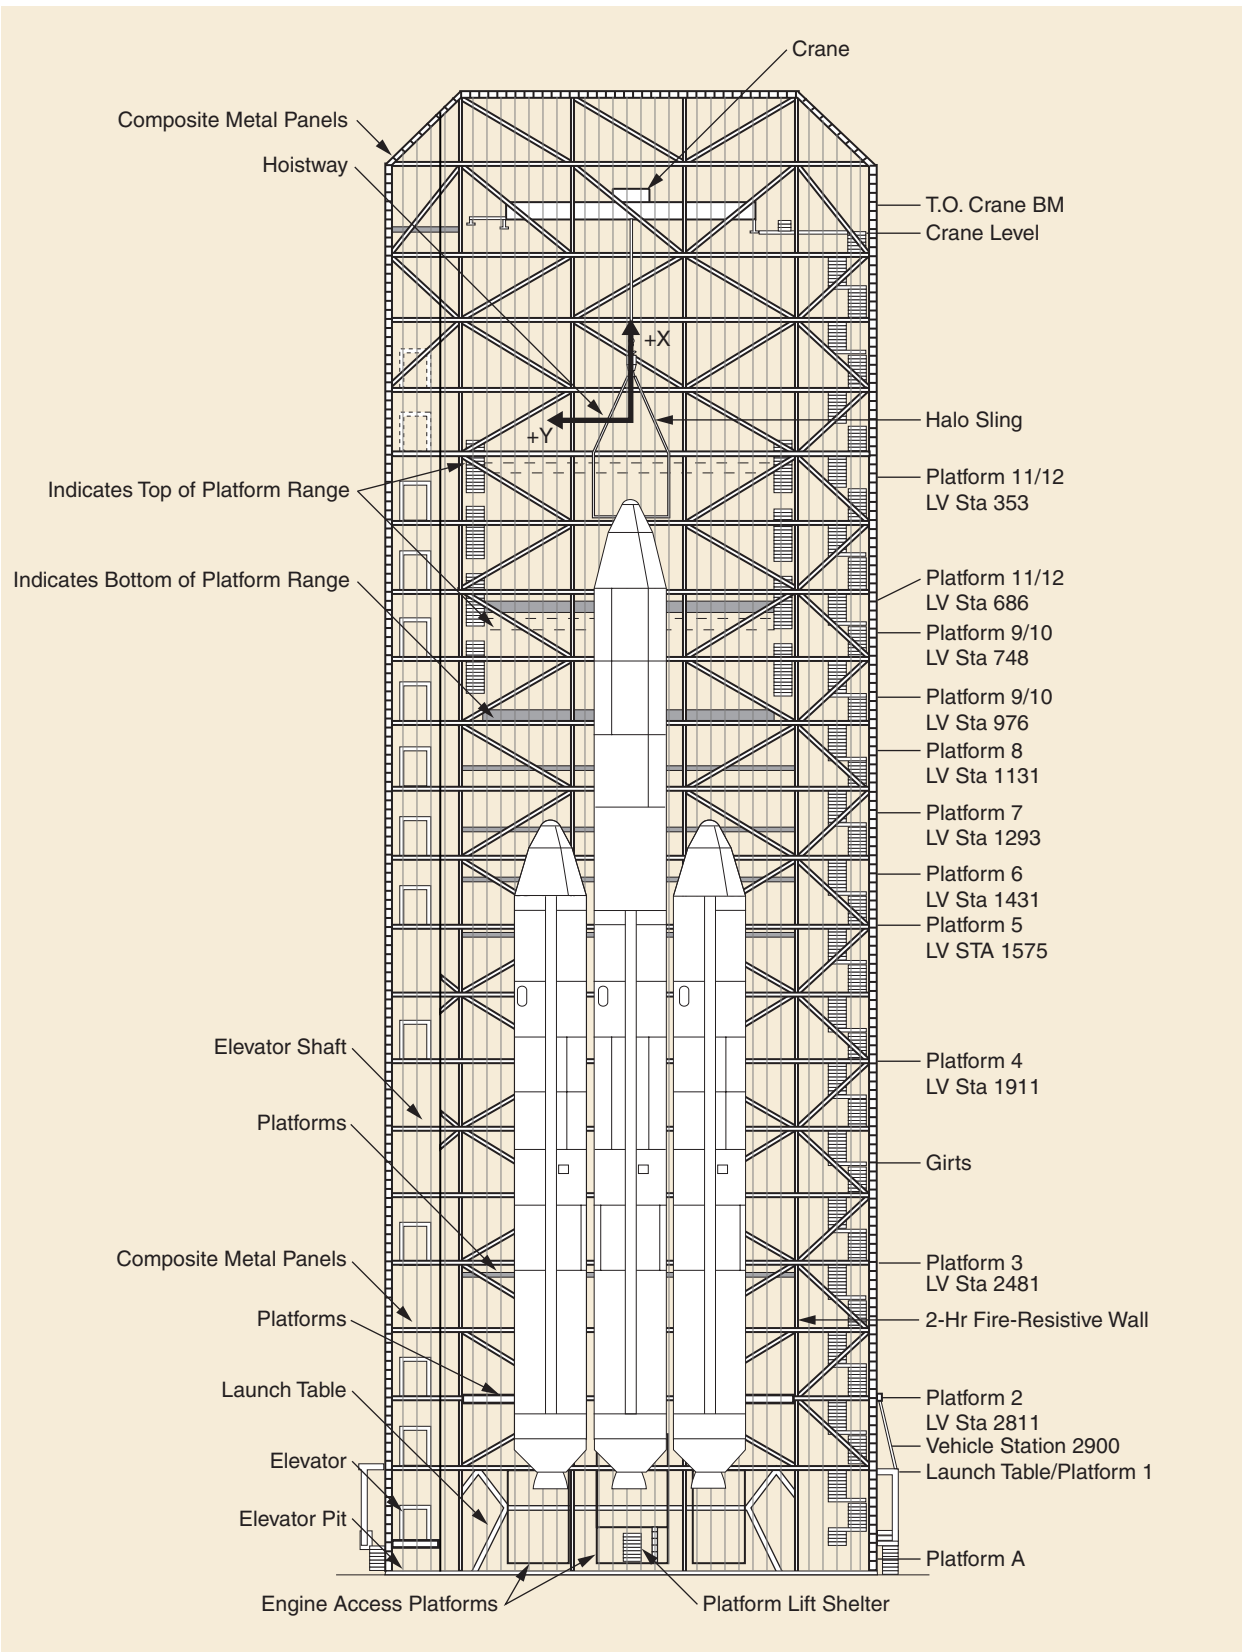 Crane
Composite Metal Panels
Hoistway
T.O. Crane BM
Crane Level
+X
+Y
Halo Sling
Indicates Top of Platform Range
Platform 11/12
LV Sta 353
Indicates Bottom of Platform Range
Platform 11/12
LV Sta 686
Platform 9/10
LV Sta 748
Platform 9/10
LV Sta 976
Platform 8
LV Sta 1131
Platform 7
LV Sta 1293
Platform 6
LV Sta 1431
Platform 5
LV STA 1575
Elevator Shaft
Platform 4
LV Sta 1911
Platforms
Girts
Composite Metal Panels
Platform 3
LV Sta 2481
Platforms
2-Hr Fire-Resistive Wall
Launch Table
Platform 2
LV Sta 2811
Vehicle Station 2900
Elevator
Launch Table/Platform 1
Elevator Pit
Platform A
Engine Access Platforms
Platform Lift Shelter